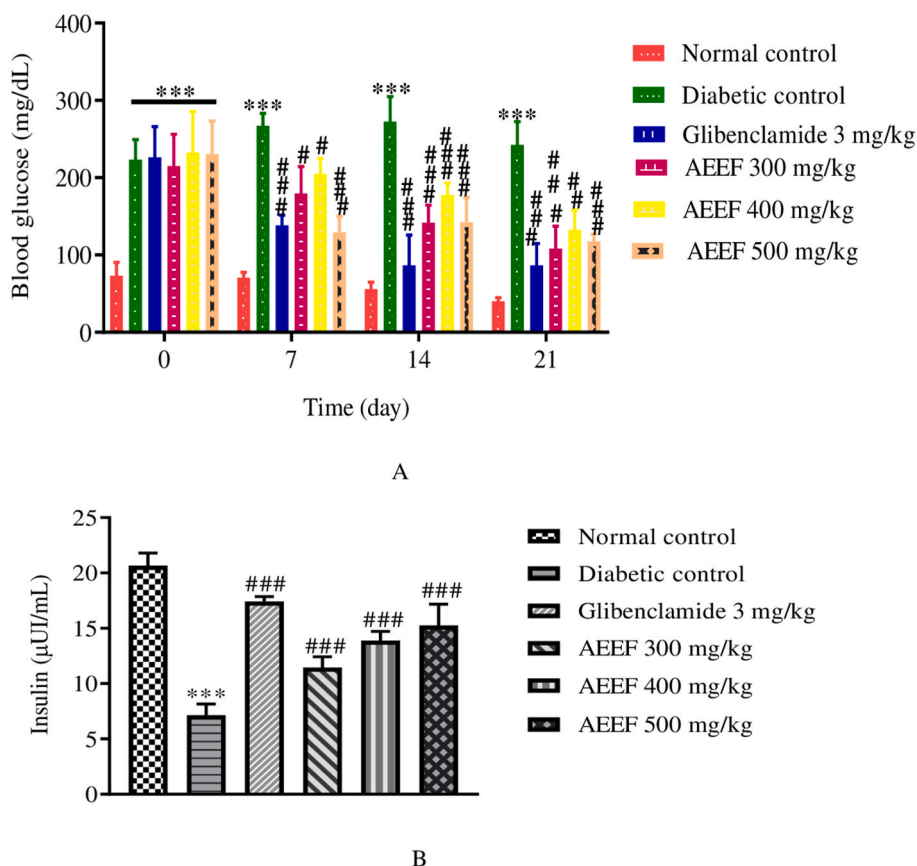 400
300
200
100
0
Blood glucose (mg/dL)
***
***
###
#
#
###
***
###
###
###
###
***
###
###
##
###
0
7
14
21
Time (day)
Normal control
Diabetic control
Glibenclamide 3 mg/kg
AEEF 300 mg/kg
AEEF 400 mg/kg
AEEF 500 mg/kg
A
25
20
15
10
5
0
Insulin (μUI/mL)
***
###
###
###
###
Normal control
Diabetic control
Glibenclamide 3 mg/kg
AEEF 300 mg/kg
AEEF 400 mg/kg
AEEF 500 mg/kg
B